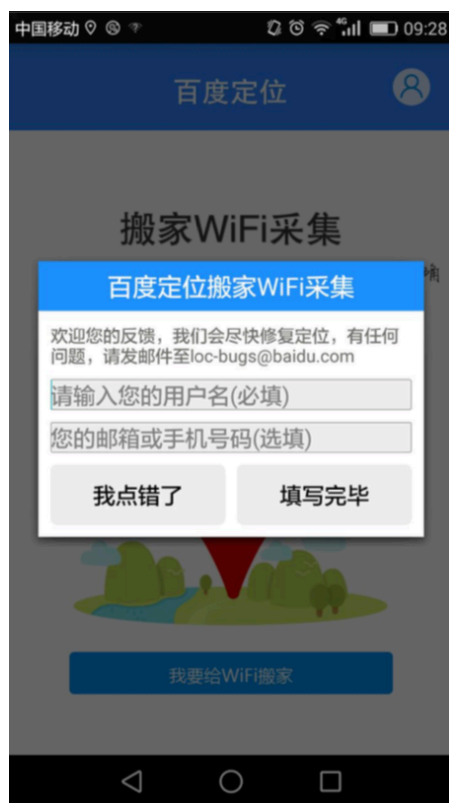 中国移动
4G
09:28
百度定位
搬家WiFi采集
百度定位搬家WiFi采集
欢迎您的反馈，我们会尽快修复定位，有任何
问题，请发邮件至loc-bugs@baidu.com
请输入您的用户名(必填)
您的邮箱或手机号码(选填)
我点错了
填写完毕
我要给WiFi搬家